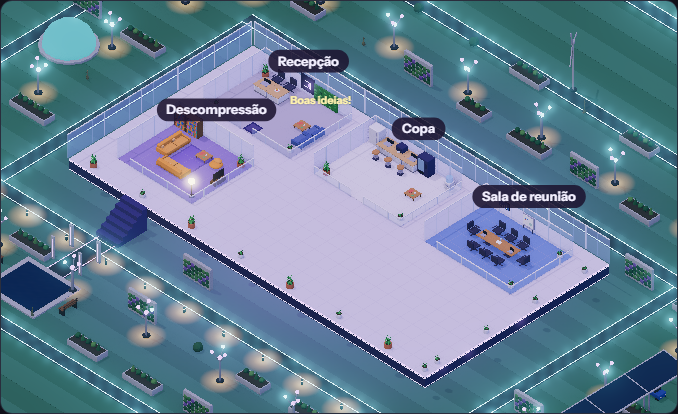 Recepção
Boas ideias!
Descompressão
Copa
Sala de reunião